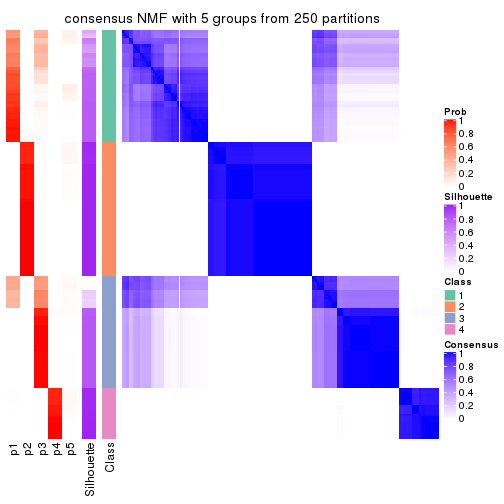 consensus NMF with 5 groups from 250 partitions
Prob
1
0.8
0.6
0.4
0.2
0
Silhouette
1
0.8
0.6
0.4
0.2
0
Class
1
2
3
4
Consensus
1
0.8
0.6
0.4
0.2
0
p1
p2
p3
p4
p5
Silhouette
Class